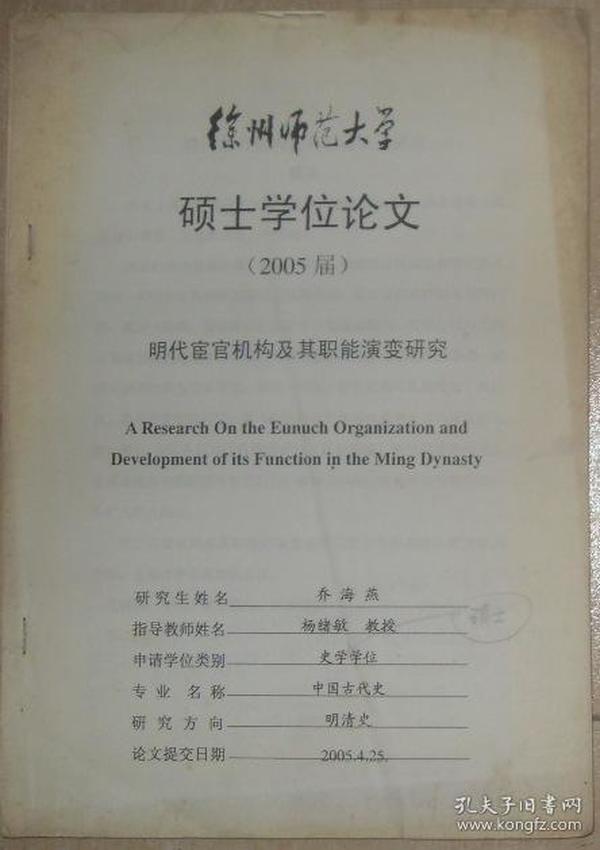 徐州师范大学
硕士学位论文
（2005 届）
明代宦官机构及其职能演变研究
A Research On the Eunuch Organization and
Development of its Function in the Ming Dynasty
研究生姓名 乔海燕
指导教师姓名 杨绪敏 教授
申请学位类别 史学学位
专业 名称 中国古代史
研究方向 明清史
论文提交日期 2005.4.25.
孔夫子旧书网
www.kongfz.com